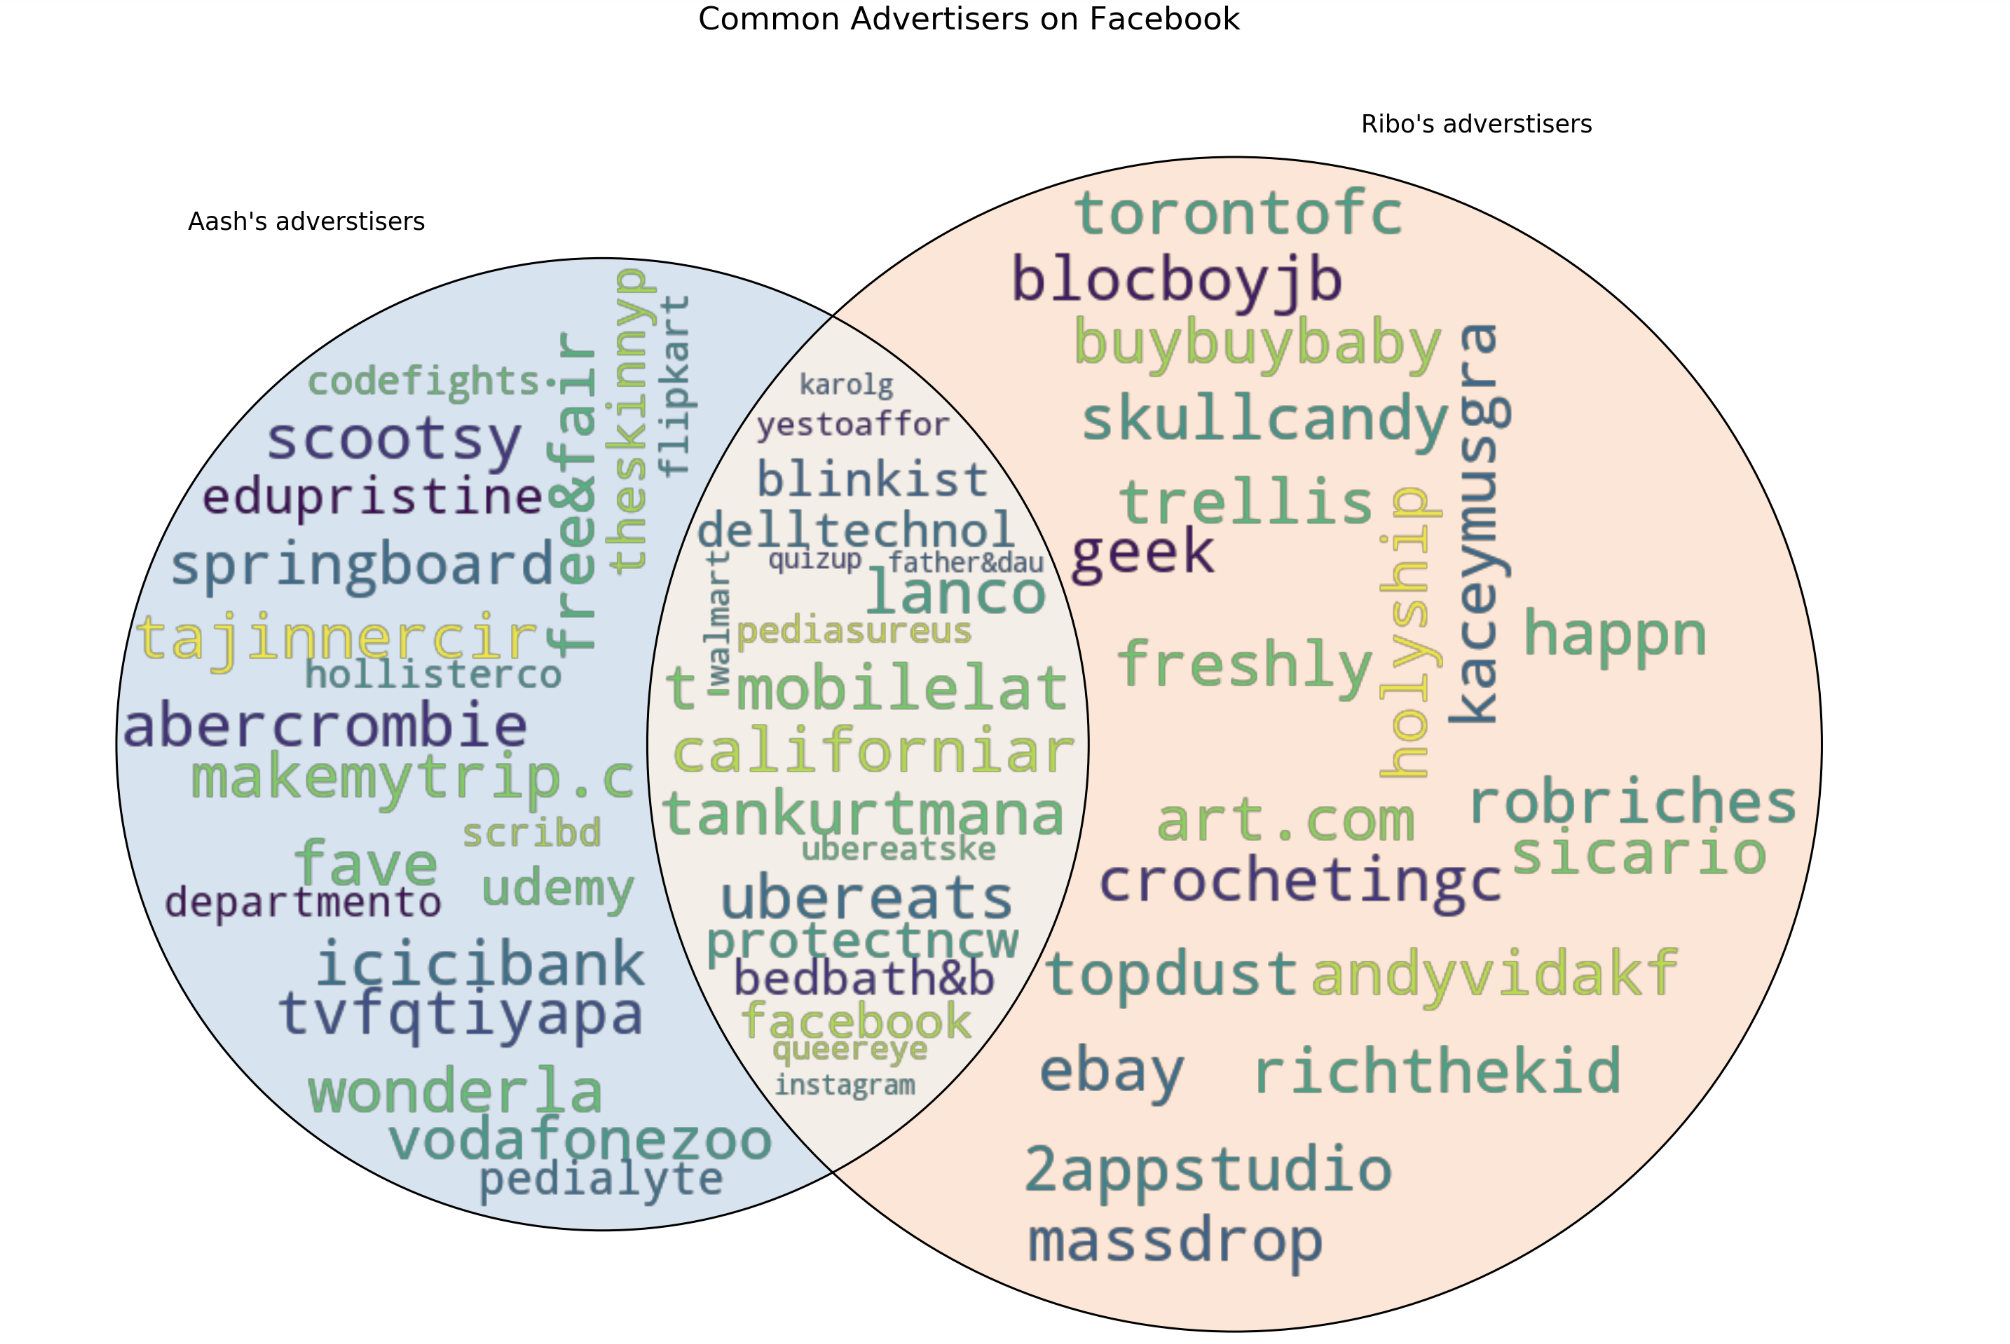 Common Advertisers on Facebook
Aash's adverstisers
Ribo's adverstisers
codefights
free&fair
theskinnyp
flipkart
scootsy
edupristine
springboard
tajinnercir
hollisterco
abercrombie
makemytrip.c
scribd
fave
udemy
departmento
icicibank
tvfqtiyapa
wonderla
vodafonezoo
pedialyte
karolg
yestoaffor
blinkist
delltechnol
quizup
father&dau
walmart
lanco
pediasureus
t-mobilelat
californiar
tankurtmana
ubereatske
ubereats
protectncw
bedbath&b
facebook
queereye
instagram
torontofc
blocboyjb
buybuybaby
skullcandy
kaceymusgra
trellis
holyship
geek
happn
freshly
robriches
art.com
sicario
crochetingc
topdust
andyvidakf
ebay
richthekid
2appstudio
massdrop